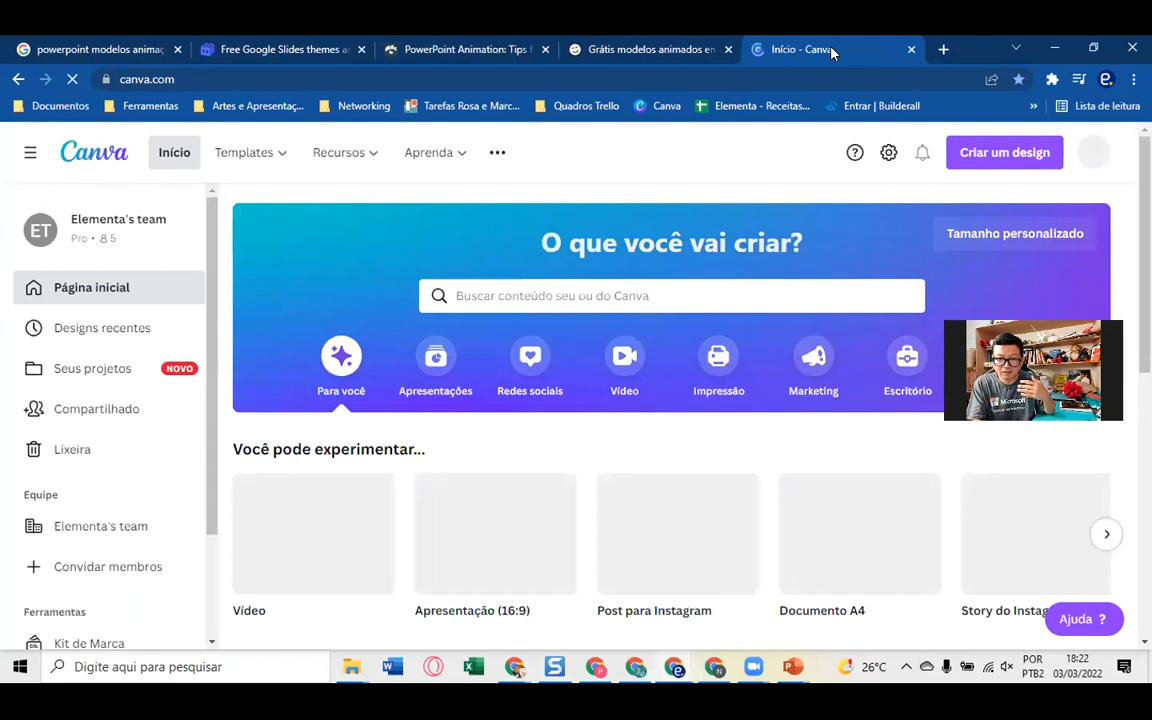 powerpoint modelos animaç
Free Google Slides themes a
PowerPoint Animation: Tips
Grátis modelos animados en
Início - Canva
canva.com
Documentos
Ferramentas
Artes e Apresentaç...
Networking
Tarefas Rosa e Marc...
Quadros Trello
Canva
Elementa - Receitas...
Entrar | Builderall
»
Lista de leitura
Canva
Início
Templates
Recursos
Aprenda
Criar um design
ET
Elementa's team
Pro • 5
O que você vai criar?
Tamanho personalizado
Buscar conteúdo seu ou do Canva
Página inicial
Designs recentes
Seus projetos
NOVO
Compartilhado
Lixeira
Equipe
Elementa's team
Convidar membros
Ferramentas
Kit de Marca
Para você
Apresentações
Redes sociais
Vídeo
Impressão
Marketing
Escritório
Microsoft
Você pode experimentar...
Vídeo
Apresentação (16:9)
Post para Instagram
Documento A4
Story do Instag
Ajuda ?
Digite aqui para pesquisar
26°C
POR
PTB2
18:22
03/03/2022